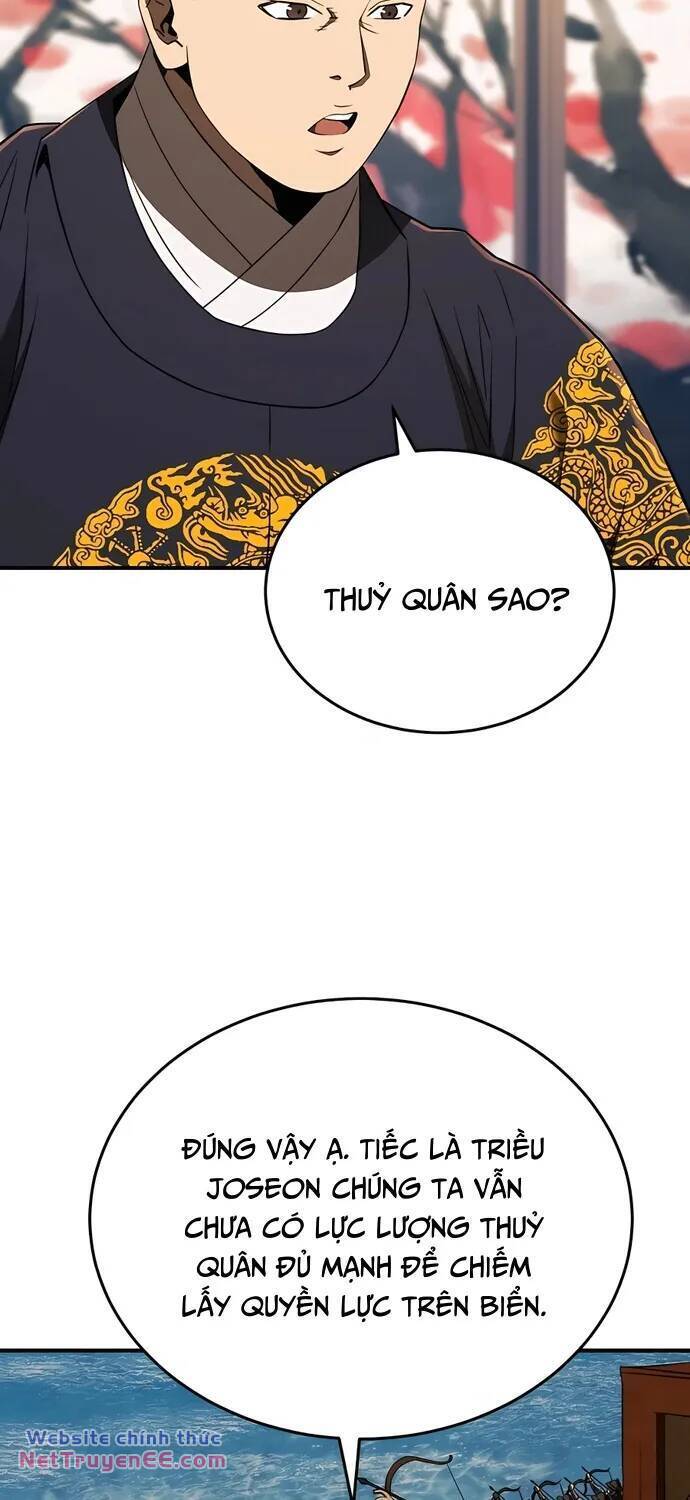 THUỶ QUÂN SAO?
ĐÚNG VẬY Ạ. TIẾC LÀ TRIỀU
JOSEON CHÚNG TA VẪN
CHƯA CÓ LỰC LƯỢNG THUỶ
QUÂN ĐỦ MẠNH ĐỂ CHIẾM
LẤY QUYỀN LỰC TRÊN BIỂN.
Website chính thức
NetTruyenEE.com